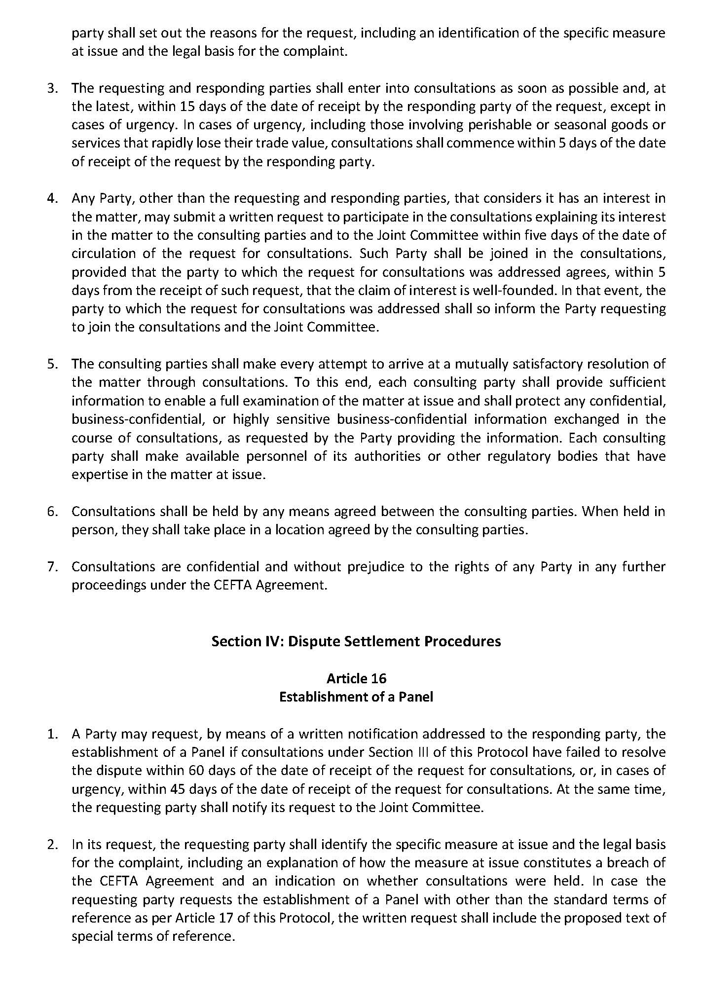 party shall set out the reasons for the request, including an identification of the specific measure
at issue and the legal basis for the complaint.
3. The requesting and responding parties shall enter into consultations as soon as possible and, at
the latest, within 15 days of the date of receipt by the responding party of the request, except in
cases of urgency. In cases of urgency, including those involving perishable or seasonal goods or
services that rapidly lose their trade value, consultations shall commence within 5 days of the date
of receipt of the request by the responding party.
4. Any Party, other than the requesting and responding parties, that considers it has an interest in
the matter, may submit a written request to participate in the consultations explaining its interest
in the matter to the consulting parties and to the Joint Committee within five days of the date of
circulation of the request for consultations. Such Party shall be joined in the consultations,
provided that the party to which the request for consultations was addressed agrees, within 5
days from the receipt of such request, that the claim of interest is well-founded. In that event, the
party to which the request for consultations was addressed shall so inform the Party requesting
to join the consultations and the Joint Committee.
5. The consulting parties shall make every attempt to arrive at a mutually satisfactory resolution of
the matter through consultations. To this end, each consulting party shall provide sufficient
information to enable a full examination of the matter at issue and shall protect any confidential,
business-confidential, or highly sensitive business-confidential information exchanged in the
course of consultations, as requested by the Party providing the information. Each consulting
party shall make available personnel of its authorities or other regulatory bodies that have
expertise in the matter at issue.
6. Consultations shall be held by any means agreed between the consulting parties. When held in
person, they shall take place in a location agreed by the consulting parties.
7. Consultations are confidential and without prejudice to the rights of any Party in any further
proceedings under the CEFTA Agreement.
Section IV: Dispute Settlement Procedures
Article 16
Establishment of a Panel
1. A Party may request, by means of a written notification addressed to the responding party, the
establishment of a Panel if consultations under Section III of this Protocol have failed to resolve
the dispute within 60 days of the date of receipt of the request for consultations, or, in cases of
urgency, within 45 days of the date of receipt of the request for consultations. At the same time,
the requesting party shall notify its request to the Joint Committee.
2. In its request, the requesting party shall identify the specific measure at issue and the legal basis
for the complaint, including an explanation of how the measure at issue constitutes a breach of
the CEFTA Agreement and an indication on whether consultations were held. In case the
requesting party requests the establishment of a Panel with other than the standard terms of
reference as per Article 17 of this Protocol, the written request shall include the proposed text of
special terms of reference.